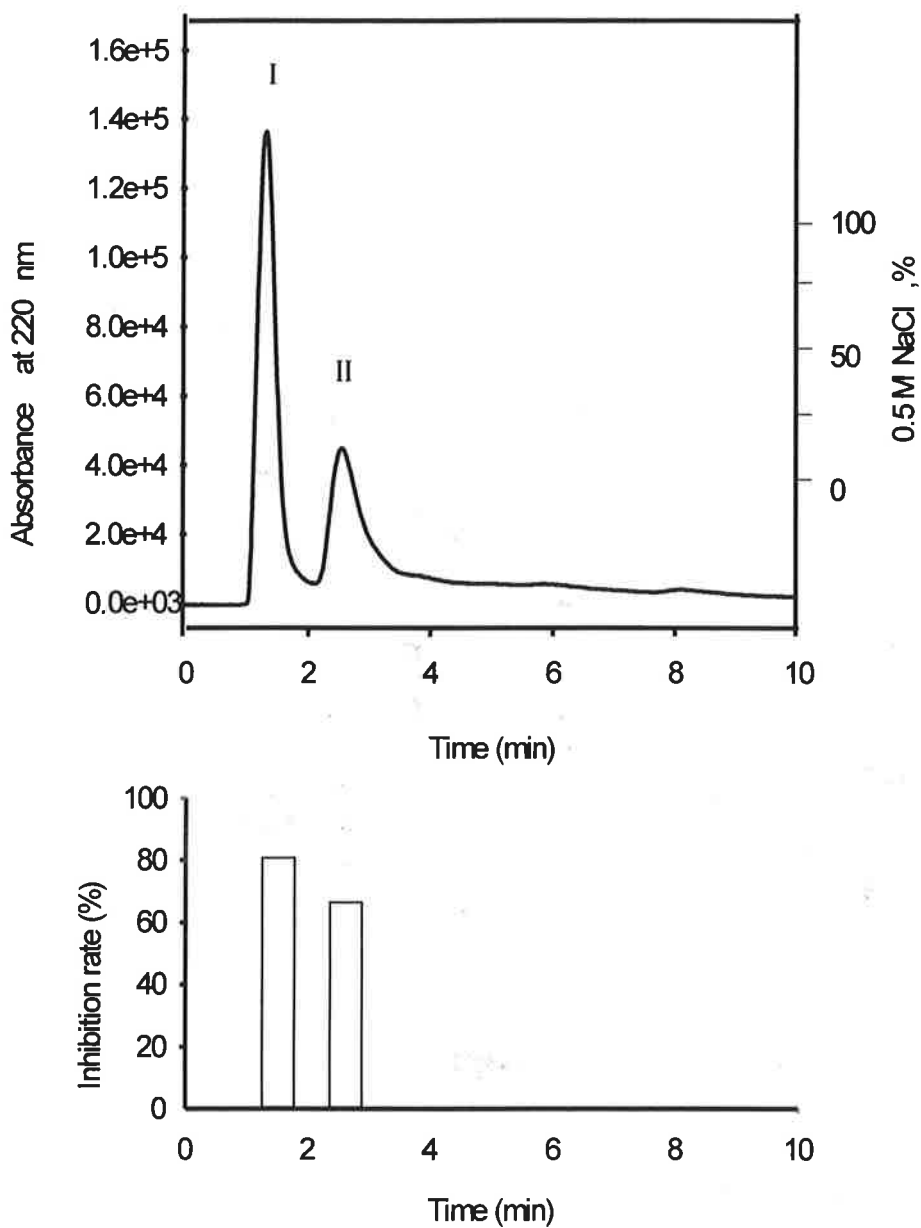 1.6e+5
1.4e+5
1.2e+5
1.0e+5
8.0e+4
6.0e+4
4.0e+4
2.0e+4
0.0e+03
Absorbance at 220 nm
I
II
100
50
0
0.5 M NaCl ,%
0 2 4 6 8 10
Time (min)
100
80
60
40
20
0
Inhibition rate (%)
0 2 4 6 8 10
Time (min)